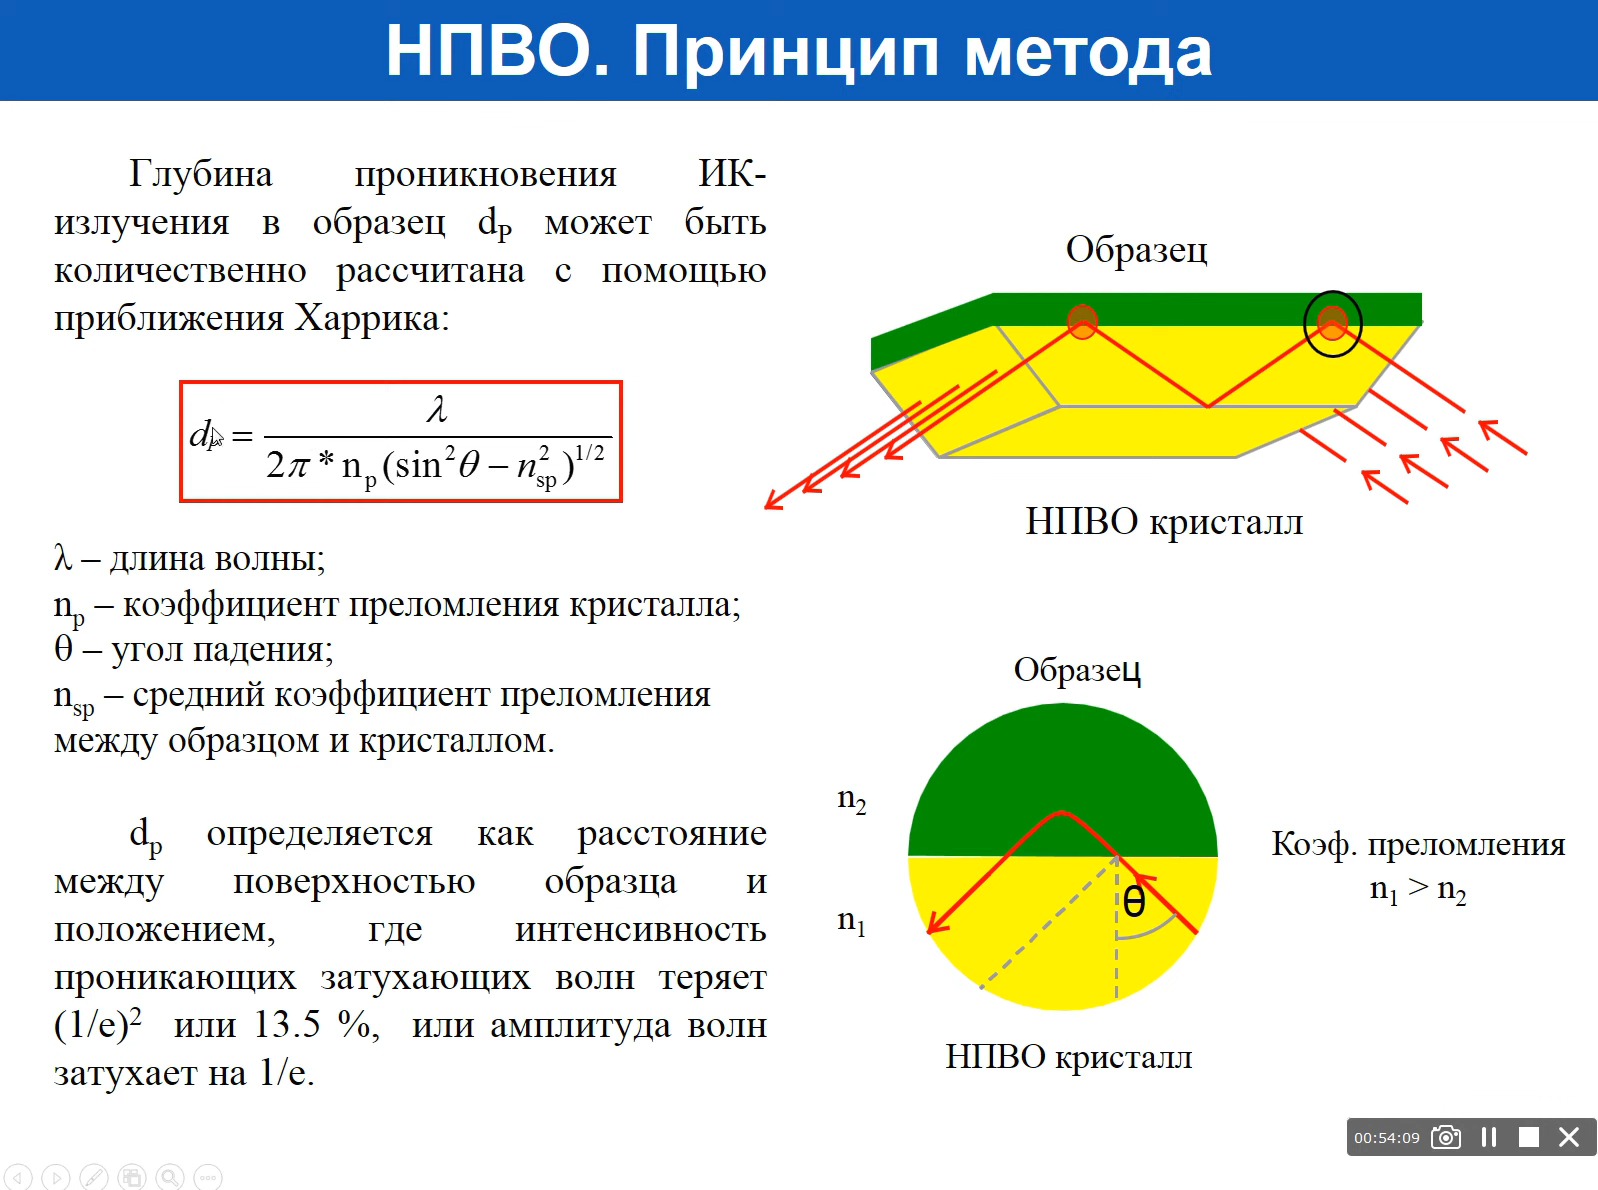 НПВО. Принцип метода
Глубина проникновения ИК-
излучения в образец dP может быть
количественно рассчитана с помощью
приближения Харрика:
dp = λ / 2π * np (sin²θ − n²sp)^1/2
λ – длина волны;
np – коэффициент преломления кристалла;
θ – угол падения;
nsp – средний коэффициент преломления
между образцом и кристаллом.
dp определяется как расстояние
между поверхностью образца и
положением, где интенсивность
проникающих затухающих волн теряет
(1/e)² или 13.5 %, или амплитуда волн
затухает на 1/e.
Образец
НПВО кристалл
Образец
n2
n1
θ
Коэф. преломления
n1 > n2
НПВО кристалл
00:54:09